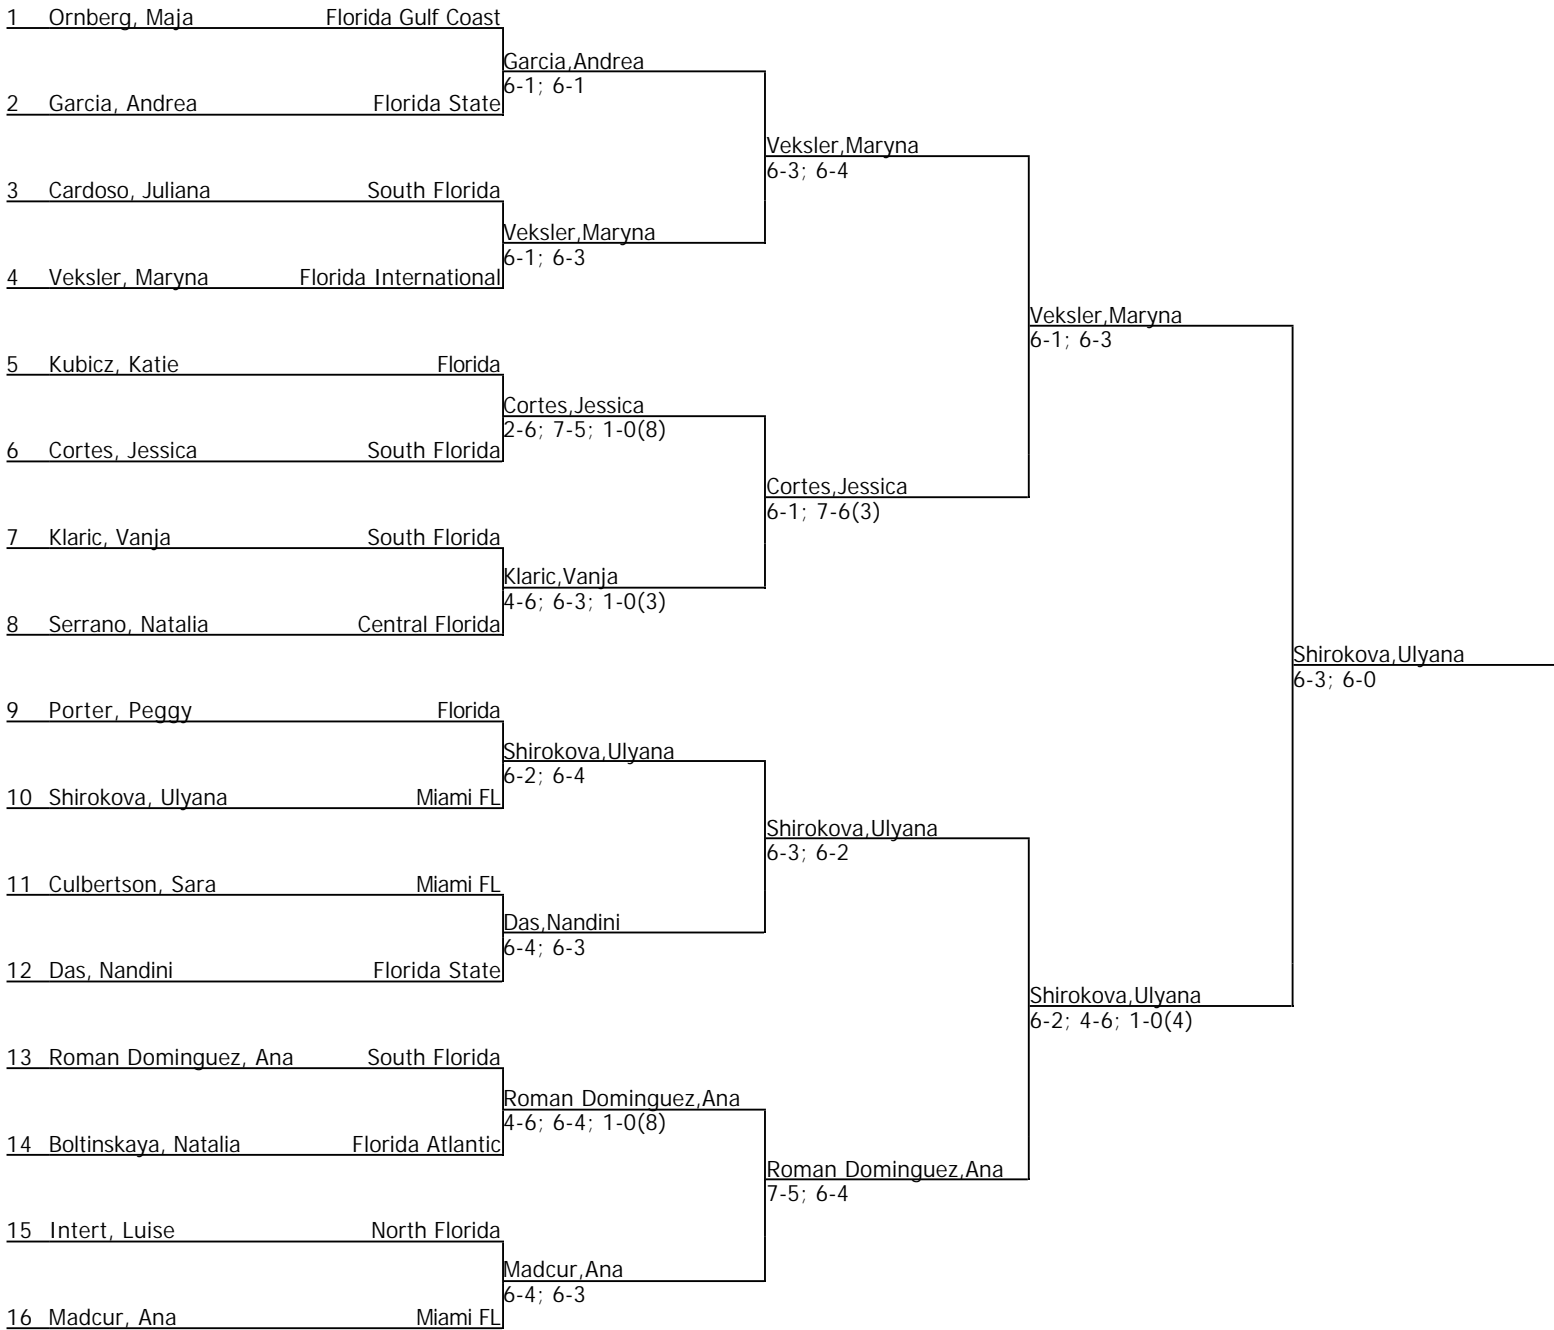 1 Ornberg, Maja Florida Gulf Coast
Garcia,Andrea
6-1; 6-1
2 Garcia, Andrea Florida State
Veksler,Maryna
6-3; 6-4
3 Cardoso, Juliana South Florida
Veksler,Maryna
6-1; 6-3
4 Veksler, Maryna Florida International
Veksler,Maryna
6-1; 6-3
5 Kubicz, Katie Florida
Cortes,Jessica
2-6; 7-5; 1-0(8)
6 Cortes, Jessica South Florida
Cortes,Jessica
6-1; 7-6(3)
7 Klaric, Vanja South Florida
Klaric,Vanja
4-6; 6-3; 1-0(3)
8 Serrano, Natalia Central Florida
Shirokova,Ulyana
6-3; 6-0
9 Porter, Peggy Florida
Shirokova,Ulyana
6-2; 6-4
10 Shirokova, Ulyana Miami FL
Shirokova,Ulyana
6-3; 6-2
11 Culbertson, Sara Miami FL
Das,Nandini
6-4; 6-3
12 Das, Nandini Florida State
Shirokova,Ulyana
6-2; 4-6; 1-0(4)
13 Roman Dominguez, Ana South Florida
Roman Dominguez,Ana
4-6; 6-4; 1-0(8)
14 Boltinskaya, Natalia Florida Atlantic
Roman Dominguez,Ana
7-5; 6-4
15 Intert, Luise North Florida
Madcur,Ana
6-4; 6-3
16 Madcur, Ana Miami FL